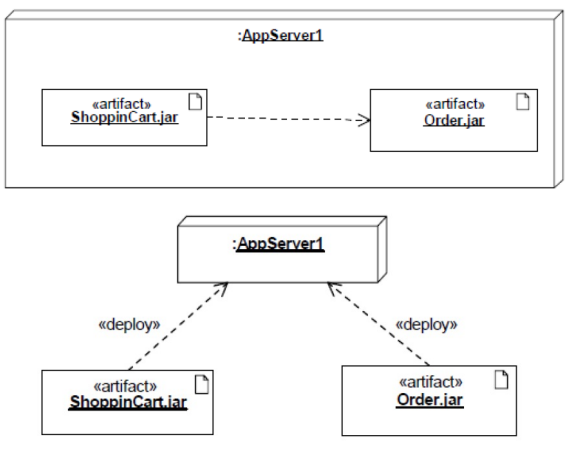 :AppServer1
«artifact»
ShoppinCart.jar
«artifact»
Order.jar
:AppServer1
«deploy»
«deploy»
«artifact»
ShoppinCart.jar
«artifact»
Order.jar